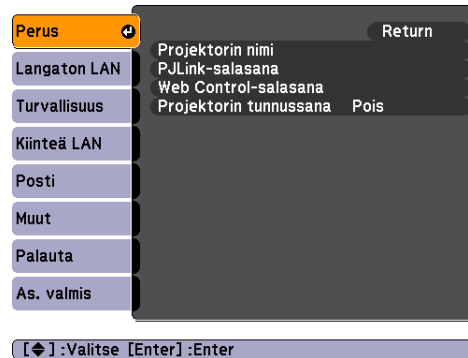 Perus
Langaton LAN
Turvallisuus
Kiinteä LAN
Posti
Muut
Palauta
As. valmis
Return
Projektorin nimi
PJLink-salasana
Web Control-salasana
Projektorin tunnussana Pois
[◆] :Valitse [Enter] :Enter